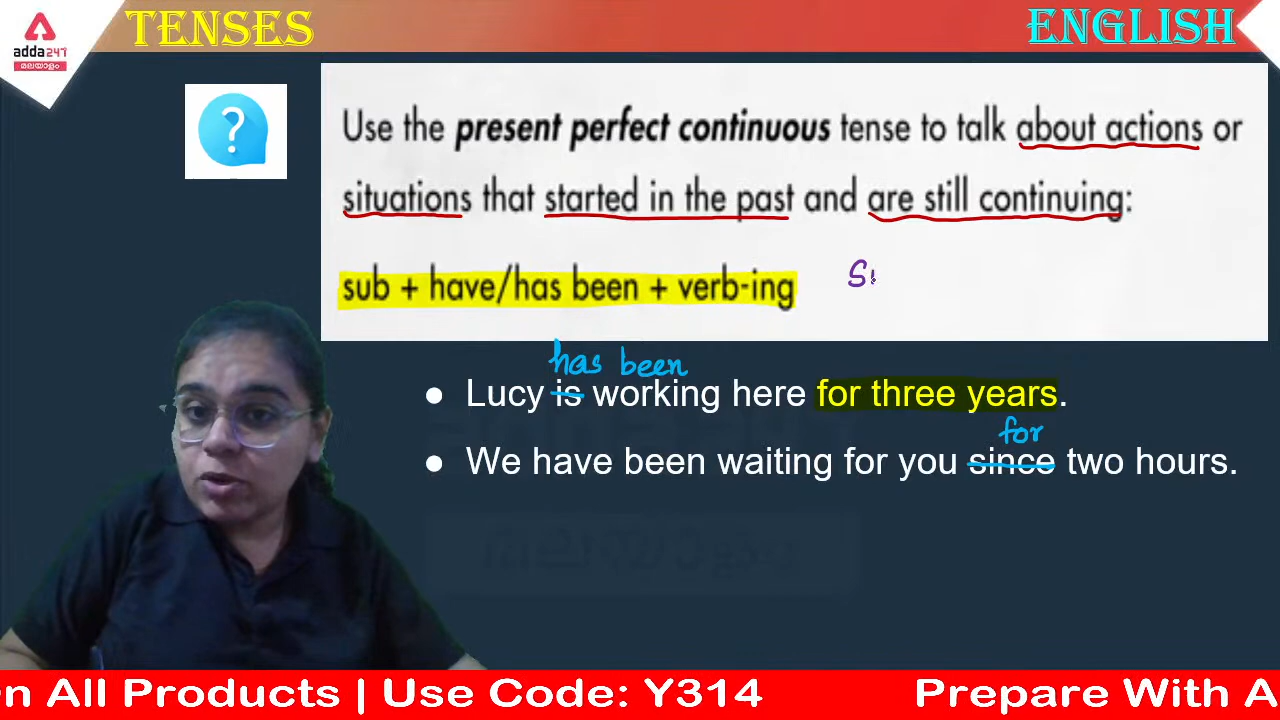 TENSES
ENGLISH
adda247
മലയാളം
?
Use the present perfect continuous tense to talk about actions or
situations that started in the past and are still continuing:
sub + have/has been + verb-ing
has been
● Lucy is working here for three years.
for
● We have been waiting for you since two hours.
മലയാളം
n All Products | Use Code: Y314 Prepare With A